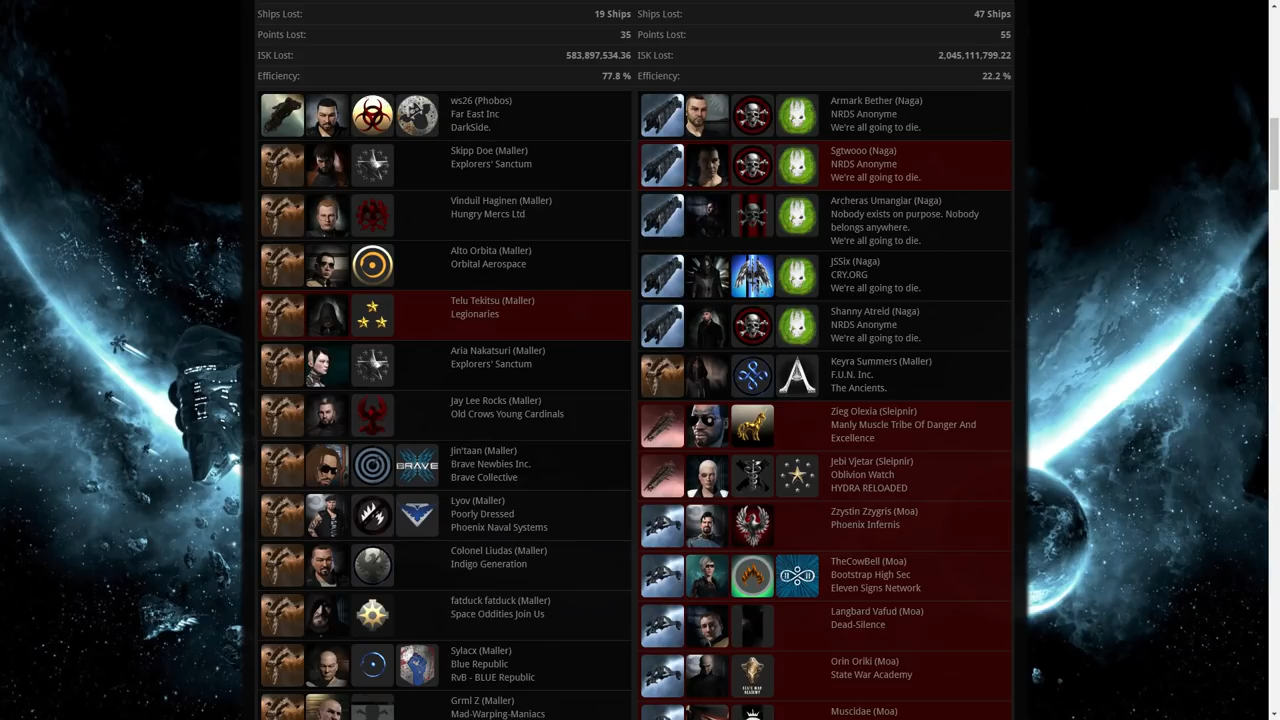 Ships Lost: 19 Ships
Points Lost: 35
ISK Lost: 583,897,534.36
Efficiency: 77.8 %
ws26 (Phobos)
Far East Inc
DarkSide.
Skipp Doe (Maller)
Explorers' Sanctum
Vinduil Haginen (Maller)
Hungry Mercs Ltd
Alto Orbita (Maller)
Orbital Aerospace
Telu Tekitsu (Maller)
Legionaries
Aria Nakatsuri (Maller)
Explorers' Sanctum
Jay Lee Rocks (Maller)
Old Crows Young Cardinals
BRAVE
Jin'taan (Maller)
Brave Newbies Inc.
Brave Collective
Lyov (Maller)
Poorly Dressed
Phoenix Naval Systems
Colonel Liudas (Maller)
Indigo Generation
fatduck fatduck (Maller)
Space Oddities Join Us
Sylacx (Maller)
Blue Republic
RvB - BLUE Republic
Grml Z (Maller)
Mad-Warping-Maniacs
Ships Lost: 47 Ships
Points Lost: 55
ISK Lost: 2,045,111,799.22
Efficiency: 22.2 %
Armark Bether (Naga)
NRDS Anonyme
We're all going to die.
Sgtwooo (Naga)
NRDS Anonyme
We're all going to die.
Archeras Umangiar (Naga)
Nobody exists on purpose. Nobody
belongs anywhere.
We're all going to die.
JSSix (Naga)
CRY.ORG
We're all going to die.
Shanny Atreid (Naga)
NRDS Anonyme
We're all going to die.
Keyra Summers (Maller)
F.U.N. Inc.
The Ancients.
Zieg Olexia (Sleipnir)
Manly Muscle Tribe Of Danger And
Excellence
Jebi Vjetar (Sleipnir)
Oblivion Watch
HYDRA RELOADED
Zzystin Zzygris (Moa)
Phoenix Infernis
TheCowBell (Moa)
Bootstrap High Sec
Eleven Signs Network
Langbard Vafud (Moa)
Dead-Silence
STATE WAR
ACADEMY
Orin Oriki (Moa)
State War Academy
Muscidae (Moa)